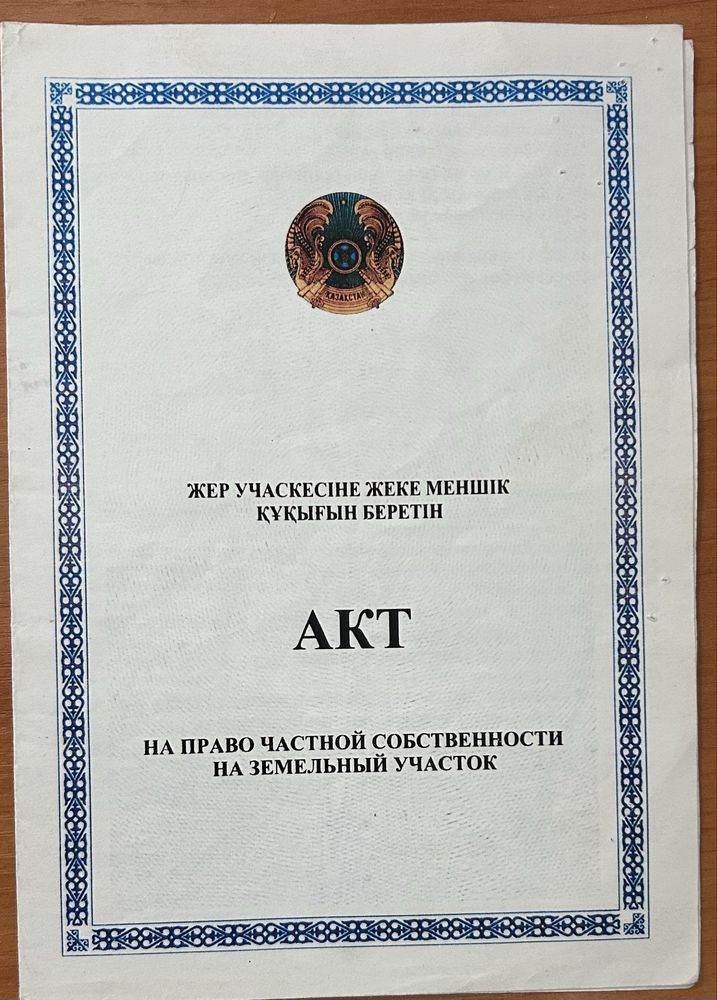 ҚАЗАҚСТАН
ЖЕР УЧАСКЕСІНЕ ЖЕКЕ МЕНШІК
ҚҰҚЫҒЫН БЕРЕТІН
АКТ
НА ПРАВО ЧАСТНОЙ СОБСТВЕННОСТИ
НА ЗЕМЕЛЬНЫЙ УЧАСТОК